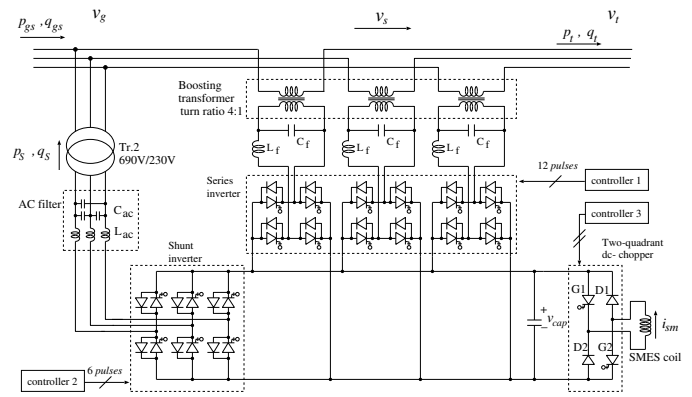 p_gs , q_gs
v_g
v_s
v_t
p_t , q_t
Boosting
transformer
turn ratio 4:1
L_f
C_f
L_f
C_f
L_f
C_f
p_S , q_S
Tr.2
690V/230V
AC filter
C_ac
L_ac
Series
inverter
12 pulses
controller 1
controller 3
Two-quadrant
dc- chopper
Shunt
inverter
G1
D1
+
v_cap
−
i_sm
D2
G2
SMES coil
controller 2
6 pulses